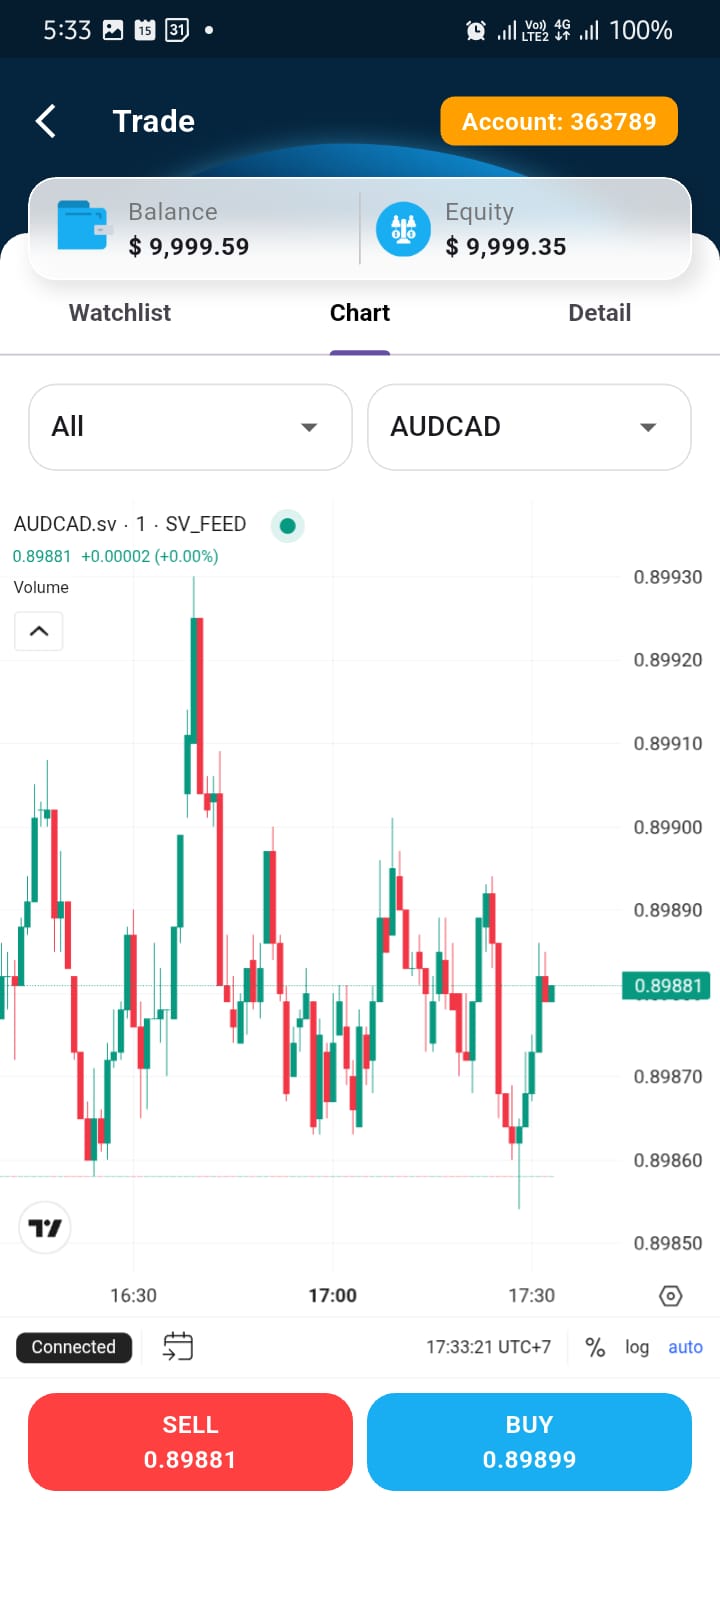 5:33 15 31 Vo)) LTE2 4G 100%
Trade
Account: 363789
Balance
$ 9,999.59
Equity
$ 9,999.35
Watchlist Chart Detail
All AUDCAD
AUDCAD.sv · 1 · SV_FEED
0.89881 +0.00002 (+0.00%)
Volume
0.89930
0.89920
0.89910
0.89900
0.89890
0.89881
0.89870
0.89860
0.89850
16:30 17:00 17:30
Connected 17:33:21 UTC+7 % log auto
SELL
0.89881
BUY
0.89899